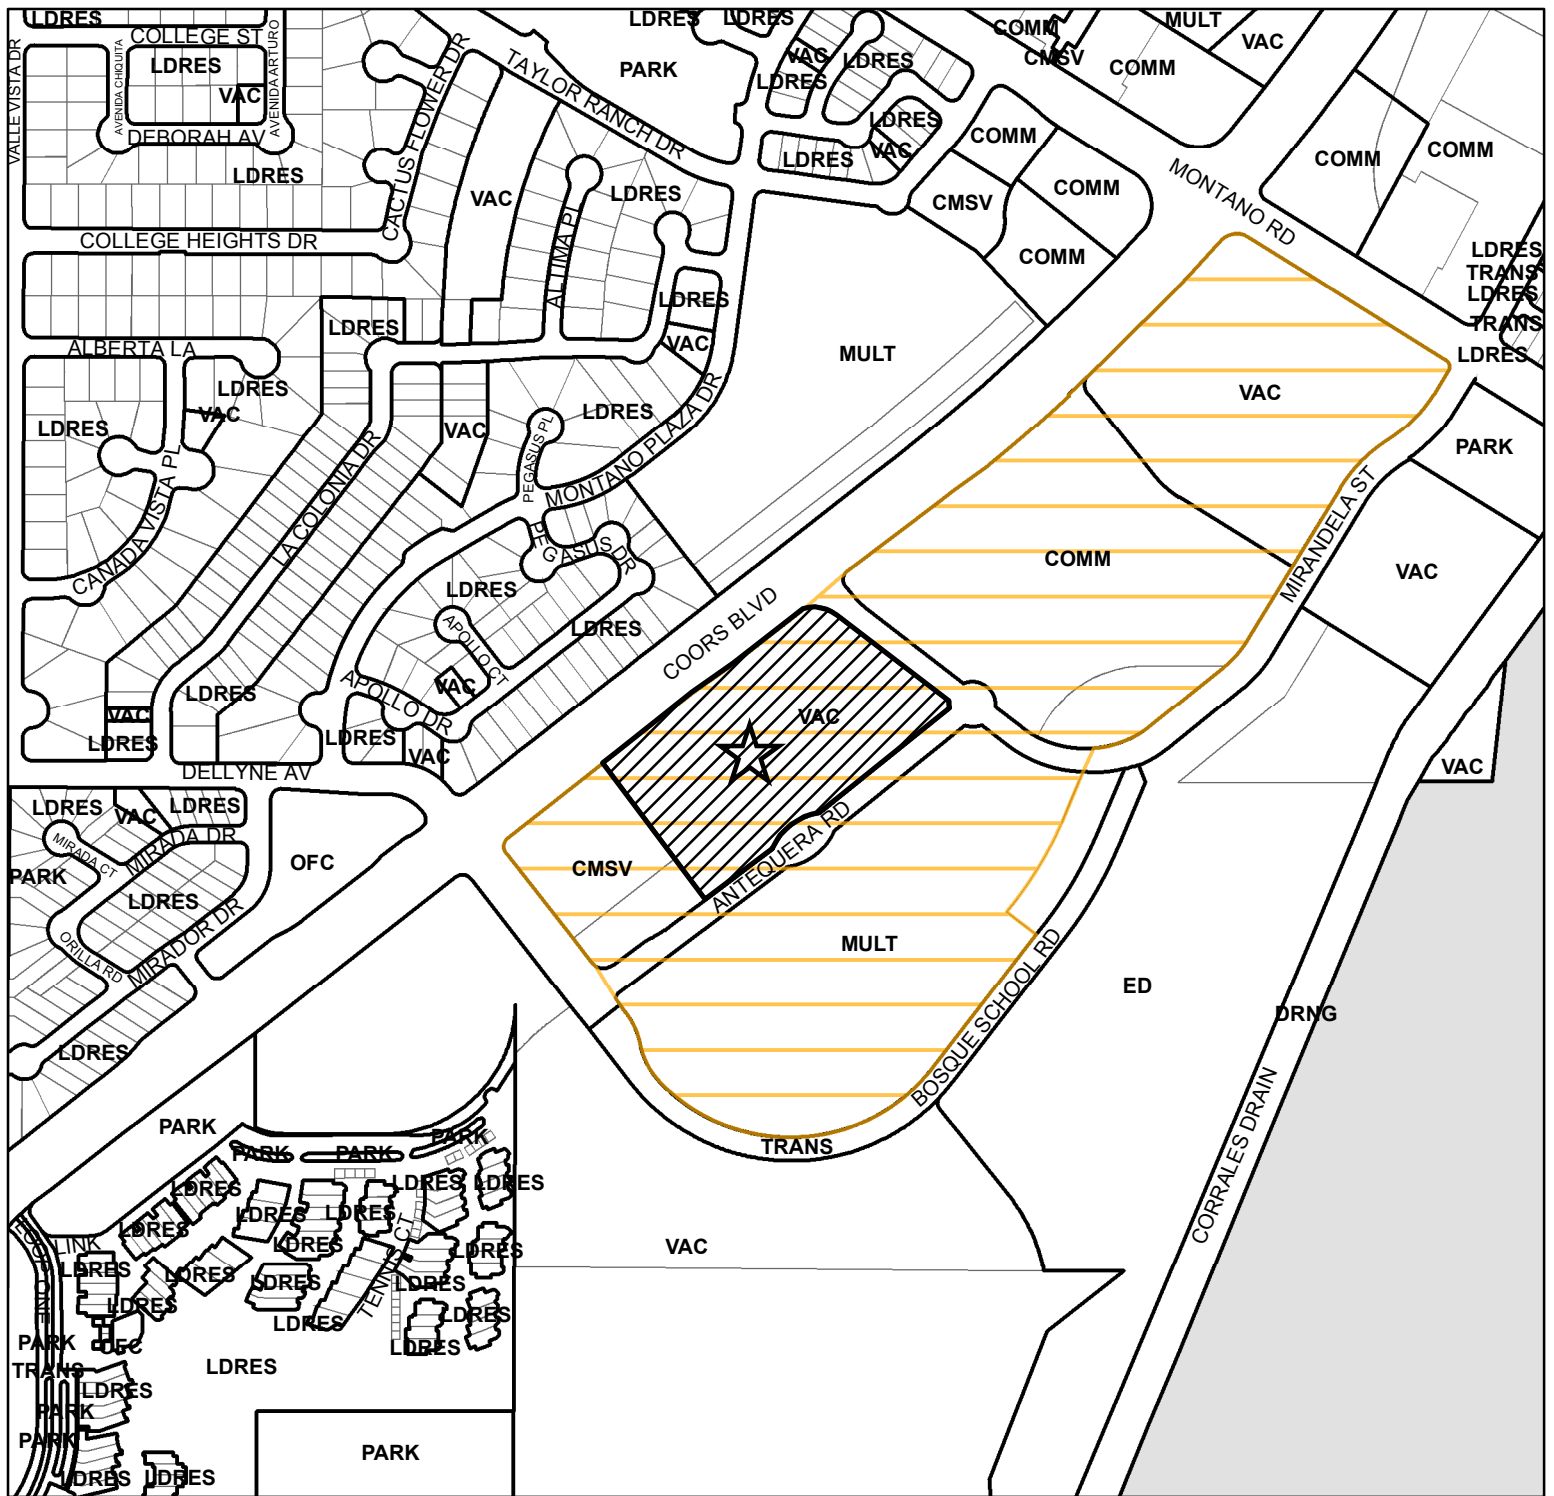 LDRES
COLLEGE ST
LDRES
VAC
DEBORAH AV
LDRES
VALLE VISTA DR
AVENIDA CHIQUITA
AVENIDA ARTURO
COLLEGE HEIGHTS DR
CACTUS FLOWER DR
TAYLOR RANCH DR
PARK
LDRES
LDRES
VAC
LDRES
LDRES
LDRES
VAC
LDRES
COMM
CMSV
COMM
MULT
VAC
COMM
CMSV
COMM
COMM
MONTANO RD
COMM
COMM
LDRES
TRANS
LDRES
TRANS
LDRES
VAC
ALTIMA PL
LDRES
LDRES
VAC
MULT
VAC
PARK
LDRES
ALBERTA LA
LDRES
VAC
LDRES
CANADA VISTA PL
LA COLONIA DR
VAC
PEGASUS PL
LDRES
MONTANO PLAZA DR
PEGASUS DR
LDRES
LDRES
APOLLO CT
VAC
APOLLO DR
COORS BLVD
COMM
MIRANDELA ST
VAC
VAC
VAC
LDRES
VAC
LDRES
LDRES
VAC
DELLYNE AV
LDRES
VAC
LDRES
MIRADA CT
MIRADA DR
PARK
LDRES
OFC
ORILLA RD
MIRADOR DR
LDRES
CMSV
ANTEQUERA RD
MULT
BOSQUE SCHOOL RD
ED
DRNG
CORRALES DRAIN
TRANS
PARK
PARK
PARK
PARK
LDRES
LDRES
LDRES
LDRES
LDRES
LDRES
LDRES
LDRES
LINK
LDRES
LDRES
LDRES
LDRES
LDRES
LDRES
LDRES
TENNIS CT
LDRES
LDRES
VAC
PARK
OFC
TRANS
LDRES
LDRES
PARK
PARK
LDRES
LDRES
PARK